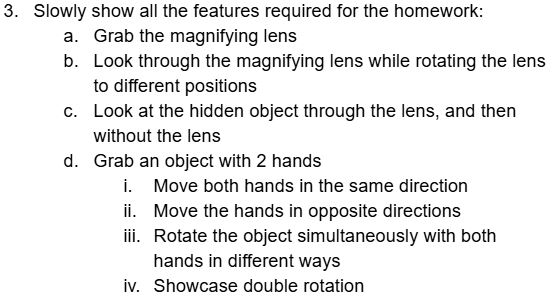 3. Slowly show all the features required for the homework:
a. Grab the magnifying lens
b. Look through the magnifying lens while rotating the lens
to different positions
c. Look at the hidden object through the lens, and then
without the lens
d. Grab an object with 2 hands
i. Move both hands in the same direction
ii. Move the hands in opposite directions
iii. Rotate the object simultaneously with both
hands in different ways
iv. Showcase double rotation